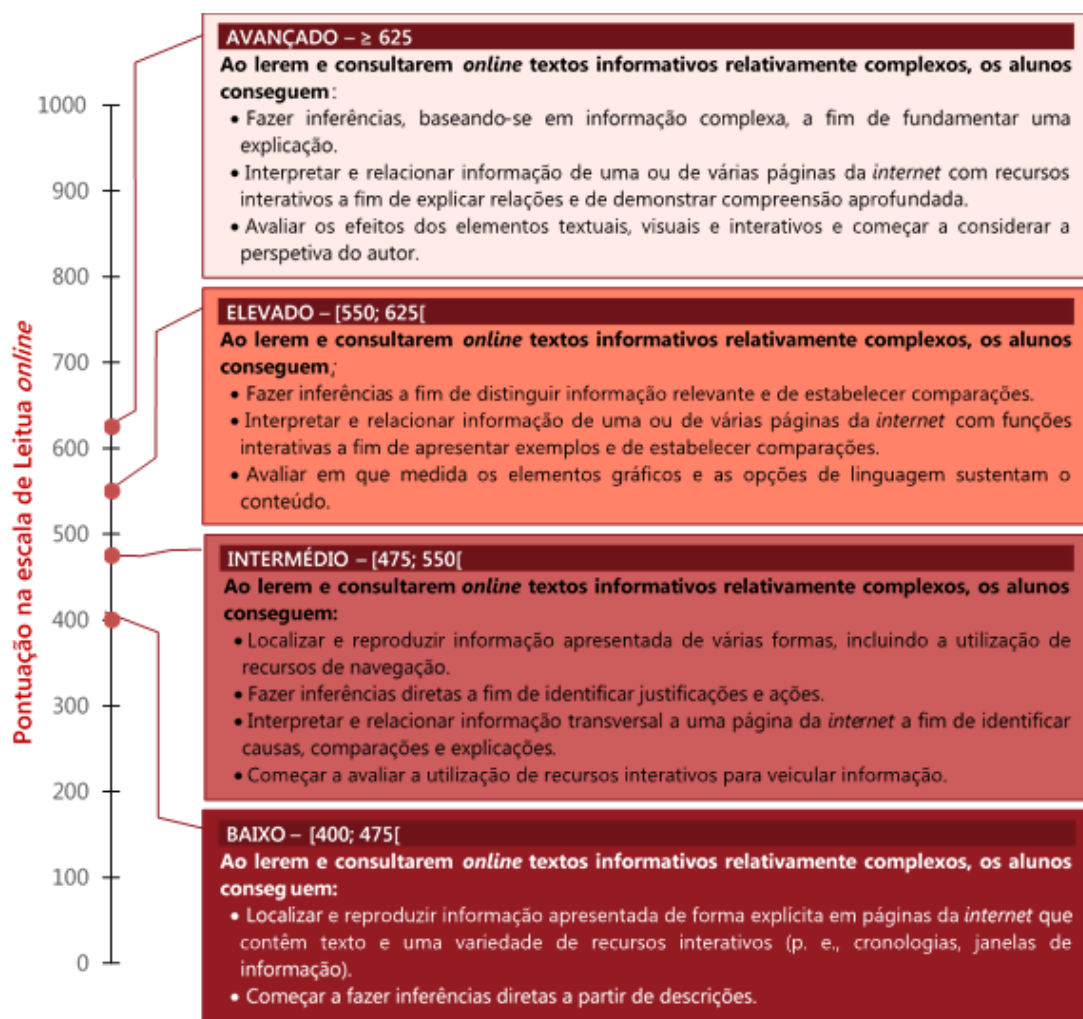 Pontuação na escala de Leitua online
1000
900
800
700
600
500
400
300
200
100
0
AVANÇADO – ≥ 625
Ao lerem e consultarem online textos informativos relativamente complexos, os alunos
conseguem:
• Fazer inferências, baseando-se em informação complexa, a fim de fundamentar uma
explicação.
• Interpretar e relacionar informação de uma ou de várias páginas da internet com recursos
interativos a fim de explicar relações e de demonstrar compreensão aprofundada.
• Avaliar os efeitos dos elementos textuais, visuais e interativos e começar a considerar a
perspetiva do autor.
ELEVADO – [550; 625[
Ao lerem e consultarem online textos informativos relativamente complexos, os alunos
conseguem;
• Fazer inferências a fim de distinguir informação relevante e de estabelecer comparações.
• Interpretar e relacionar informação de uma ou de várias páginas da internet com funções
interativas a fim de apresentar exemplos e de estabelecer comparações.
• Avaliar em que medida os elementos gráficos e as opções de linguagem sustentam o
conteúdo.
INTERMÉDIO – [475; 550[
Ao lerem e consultarem online textos informativos relativamente complexos, os alunos
conseguem:
• Localizar e reproduzir informação apresentada de várias formas, incluindo a utilização de
recursos de navegação.
• Fazer inferências diretas a fim de identificar justificações e ações.
• Interpretar e relacionar informação transversal a uma página da internet a fim de identificar
causas, comparações e explicações.
• Começar a avaliar a utilização de recursos interativos para veicular informação.
BAIXO – [400; 475[
Ao lerem e consultarem online textos informativos relativamente complexos, os alunos
conseguem:
• Localizar e reproduzir informação apresentada de forma explícita em páginas da internet que
contêm texto e uma variedade de recursos interativos (p. e., cronologias, janelas de
informação).
• Começar a fazer inferências diretas a partir de descrições.